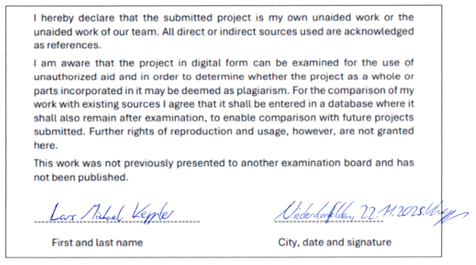 I hereby declare that the submitted project is my own unaided work or the
unaided work of our team. All direct or indirect sources used are acknowledged
as references.
I am aware that the project in digital form can be examined for the use of
unauthorized aid and in order to determine whether the project as a whole or
parts incorporated in it may be deemed as plagiarism. For the comparison of my
work with existing sources I agree that it shall be entered in a database where it
shall also remain after examination, to enable comparison with future projects
submitted. Further rights of reproduction and usage, however, are not granted
here.
This work was not previously presented to another examination board and has
not been published.
Lars Michael Keppler 22.11.2025
First and last name City, date and signature